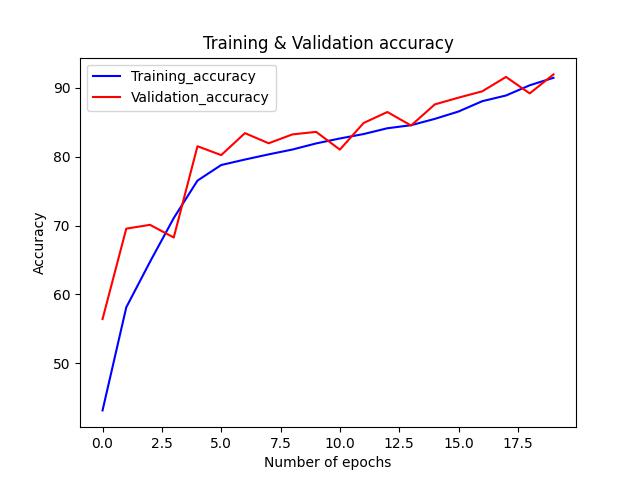 Training & Validation accuracy
Training_accuracy
Validation_accuracy
Accuracy
90
80
70
60
50
0.0 2.5 5.0 7.5 10.0 12.5 15.0 17.5
Number of epochs